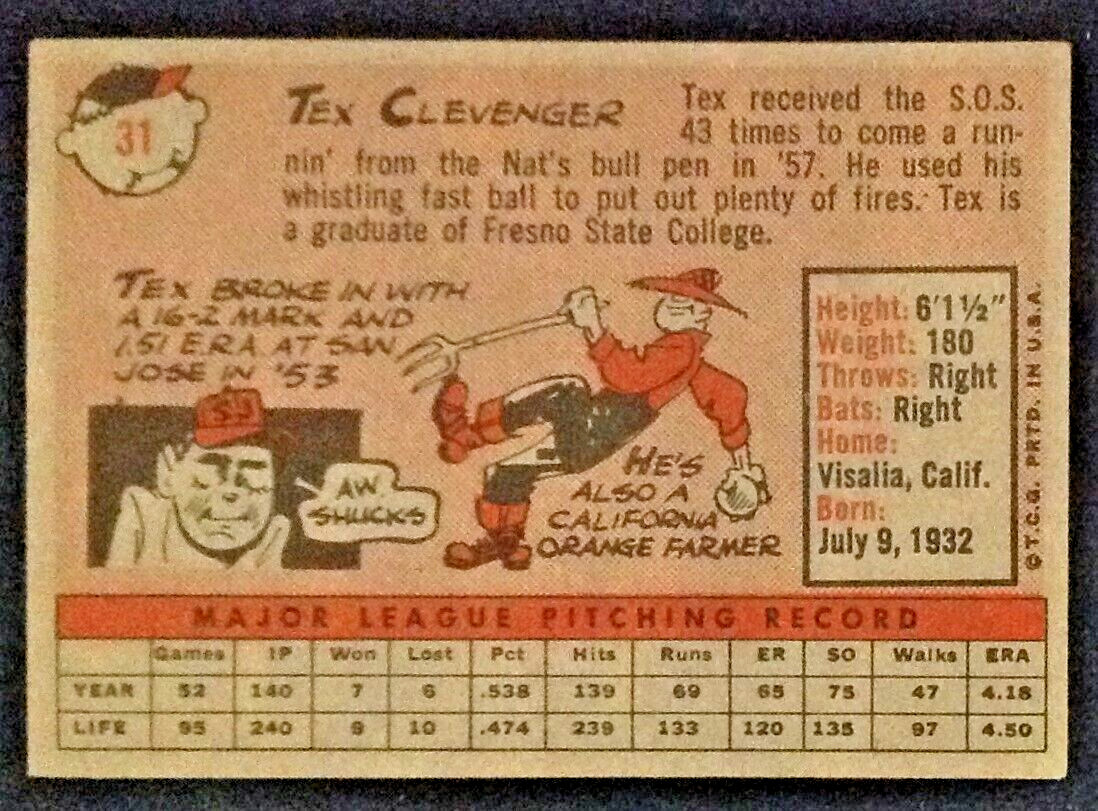 31
TEX CLEVENGER
Tex received the S.O.S.
43 times to come a run-
nin' from the Nat's bull pen in '57. He used his
whistling fast ball to put out plenty of fires. Tex is
a graduate of Fresno State College.
TEX BROKE IN WITH
A 16-2 MARK AND
1.51 E.R.A. AT SAN
JOSE IN '53
SJ
AW SHUCKS
HE'S
ALSO A
CALIFORNIA
ORANGE FARMER
Height: 6'1½"
Weight: 180
Throws: Right
Bats: Right
Home:
Visalia, Calif.
Born:
July 9, 1932
© T.C.G. PRTD. IN U.S.A.
MAJOR LEAGUE PITCHING RECORD
Games IP Won Lost Pct Hits Runs ER SO Walks ERA
YEAR 52 140 7 6 .538 139 69 65 75 47 4.18
LIFE 95 240 9 10 .474 239 133 120 135 97 4.50